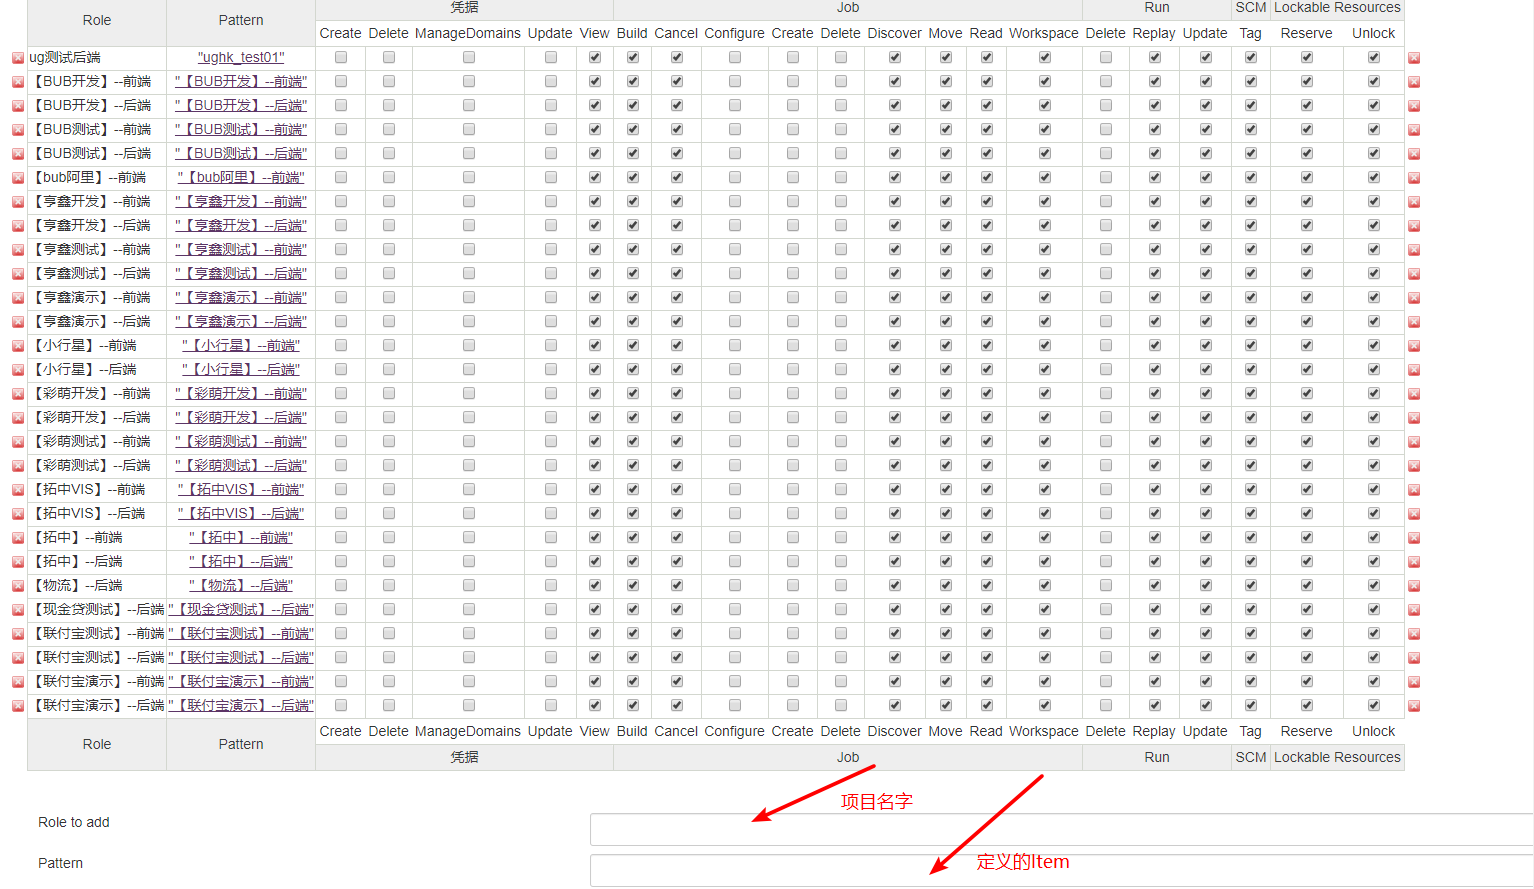 Role Pattern 凭据 Job Run SCM Lockable Resources
Create Delete ManageDomains Update View Build Cancel Configure Create Delete Discover Move Read Workspace Delete Replay Update Tag Reserve Unlock
ug测试后端 "ughk_test01"
【BUB开发】--前端 "【BUB开发】--前端"
【BUB开发】--后端 "【BUB开发】--后端"
【BUB测试】--前端 "【BUB测试】--前端"
【BUB测试】--后端 "【BUB测试】--后端"
【bub阿里】--前端 "【bub阿里】--前端"
【亨鑫开发】--前端 "【亨鑫开发】--前端"
【亨鑫开发】--后端 "【亨鑫开发】--后端"
【亨鑫测试】--前端 "【亨鑫测试】--前端"
【亨鑫测试】--后端 "【亨鑫测试】--后端"
【亨鑫演示】--前端 "【亨鑫演示】--前端"
【亨鑫演示】--后端 "【亨鑫演示】--后端"
【小行星】--前端 "【小行星】--前端"
【小行星】--后端 "【小行星】--后端"
【彩萌开发】--前端 "【彩萌开发】--前端"
【彩萌开发】--后端 "【彩萌开发】--后端"
【彩萌测试】--前端 "【彩萌测试】--前端"
【彩萌测试】--后端 "【彩萌测试】--后端"
【拓中VIS】--前端 "【拓中VIS】--前端"
【拓中VIS】--后端 "【拓中VIS】--后端"
【拓中】--前端 "【拓中】--前端"
【拓中】--后端 "【拓中】--后端"
【物流】--后端 "【物流】--后端"
【现金贷测试】--后端 "【现金贷测试】--后端"
【联付宝测试】--前端 "【联付宝测试】--前端"
【联付宝测试】--后端 "【联付宝测试】--后端"
【联付宝演示】--前端 "【联付宝演示】--前端"
【联付宝演示】--后端 "【联付宝演示】--后端"
Role Pattern Create Delete ManageDomains Update View Build Cancel Configure Create Delete Discover Move Read Workspace Delete Replay Update Tag Reserve Unlock
凭据 Job Run SCM Lockable Resources
项目名字
Role to add
定义的Item
Pattern